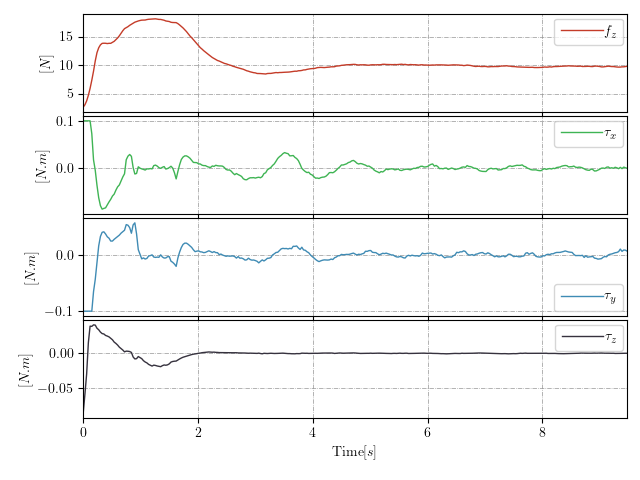 15
10
5
[N]
f_z
0.1
0.0
[N.m]
τ_x
0.0
−0.1
[N.m]
τ_y
0.00
−0.05
[N.m]
τ_z
0 2 4 6 8
Time[s]